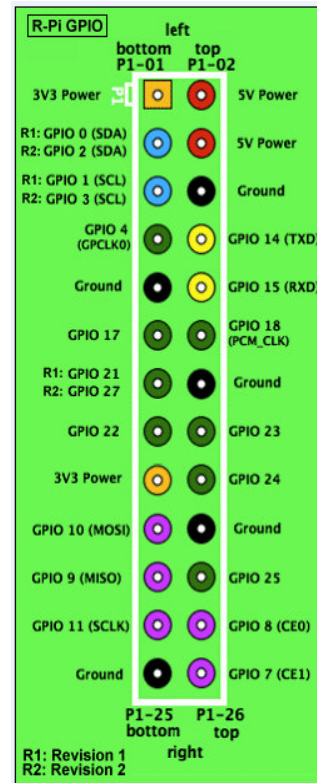 R-Pi GPIO
left
bottom top
P1-01 P1-02
3V3 Power P1 5V Power
R1: GPIO 0 (SDA)
R2: GPIO 2 (SDA)
5V Power
R1: GPIO 1 (SCL)
R2: GPIO 3 (SCL)
Ground
GPIO 4
(GPCLK0)
GPIO 14 (TXD)
Ground GPIO 15 (RXD)
GPIO 17
GPIO 18
(PCM_CLK)
R1: GPIO 21
R2: GPIO 27
Ground
GPIO 22 GPIO 23
3V3 Power GPIO 24
GPIO 10 (MOSI) Ground
GPIO 9 (MISO) GPIO 25
GPIO 11 (SCLK) GPIO 8 (CE0)
Ground GPIO 7 (CE1)
P1-25 P1-26
bottom top
right
R1: Revision 1
R2: Revision 2